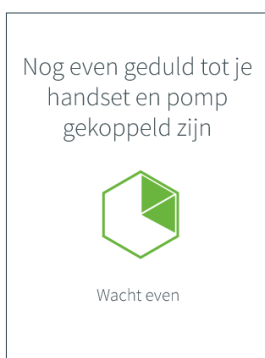 Nog even geduld tot je
handset en pomp
gekoppeld zijn
Wacht even